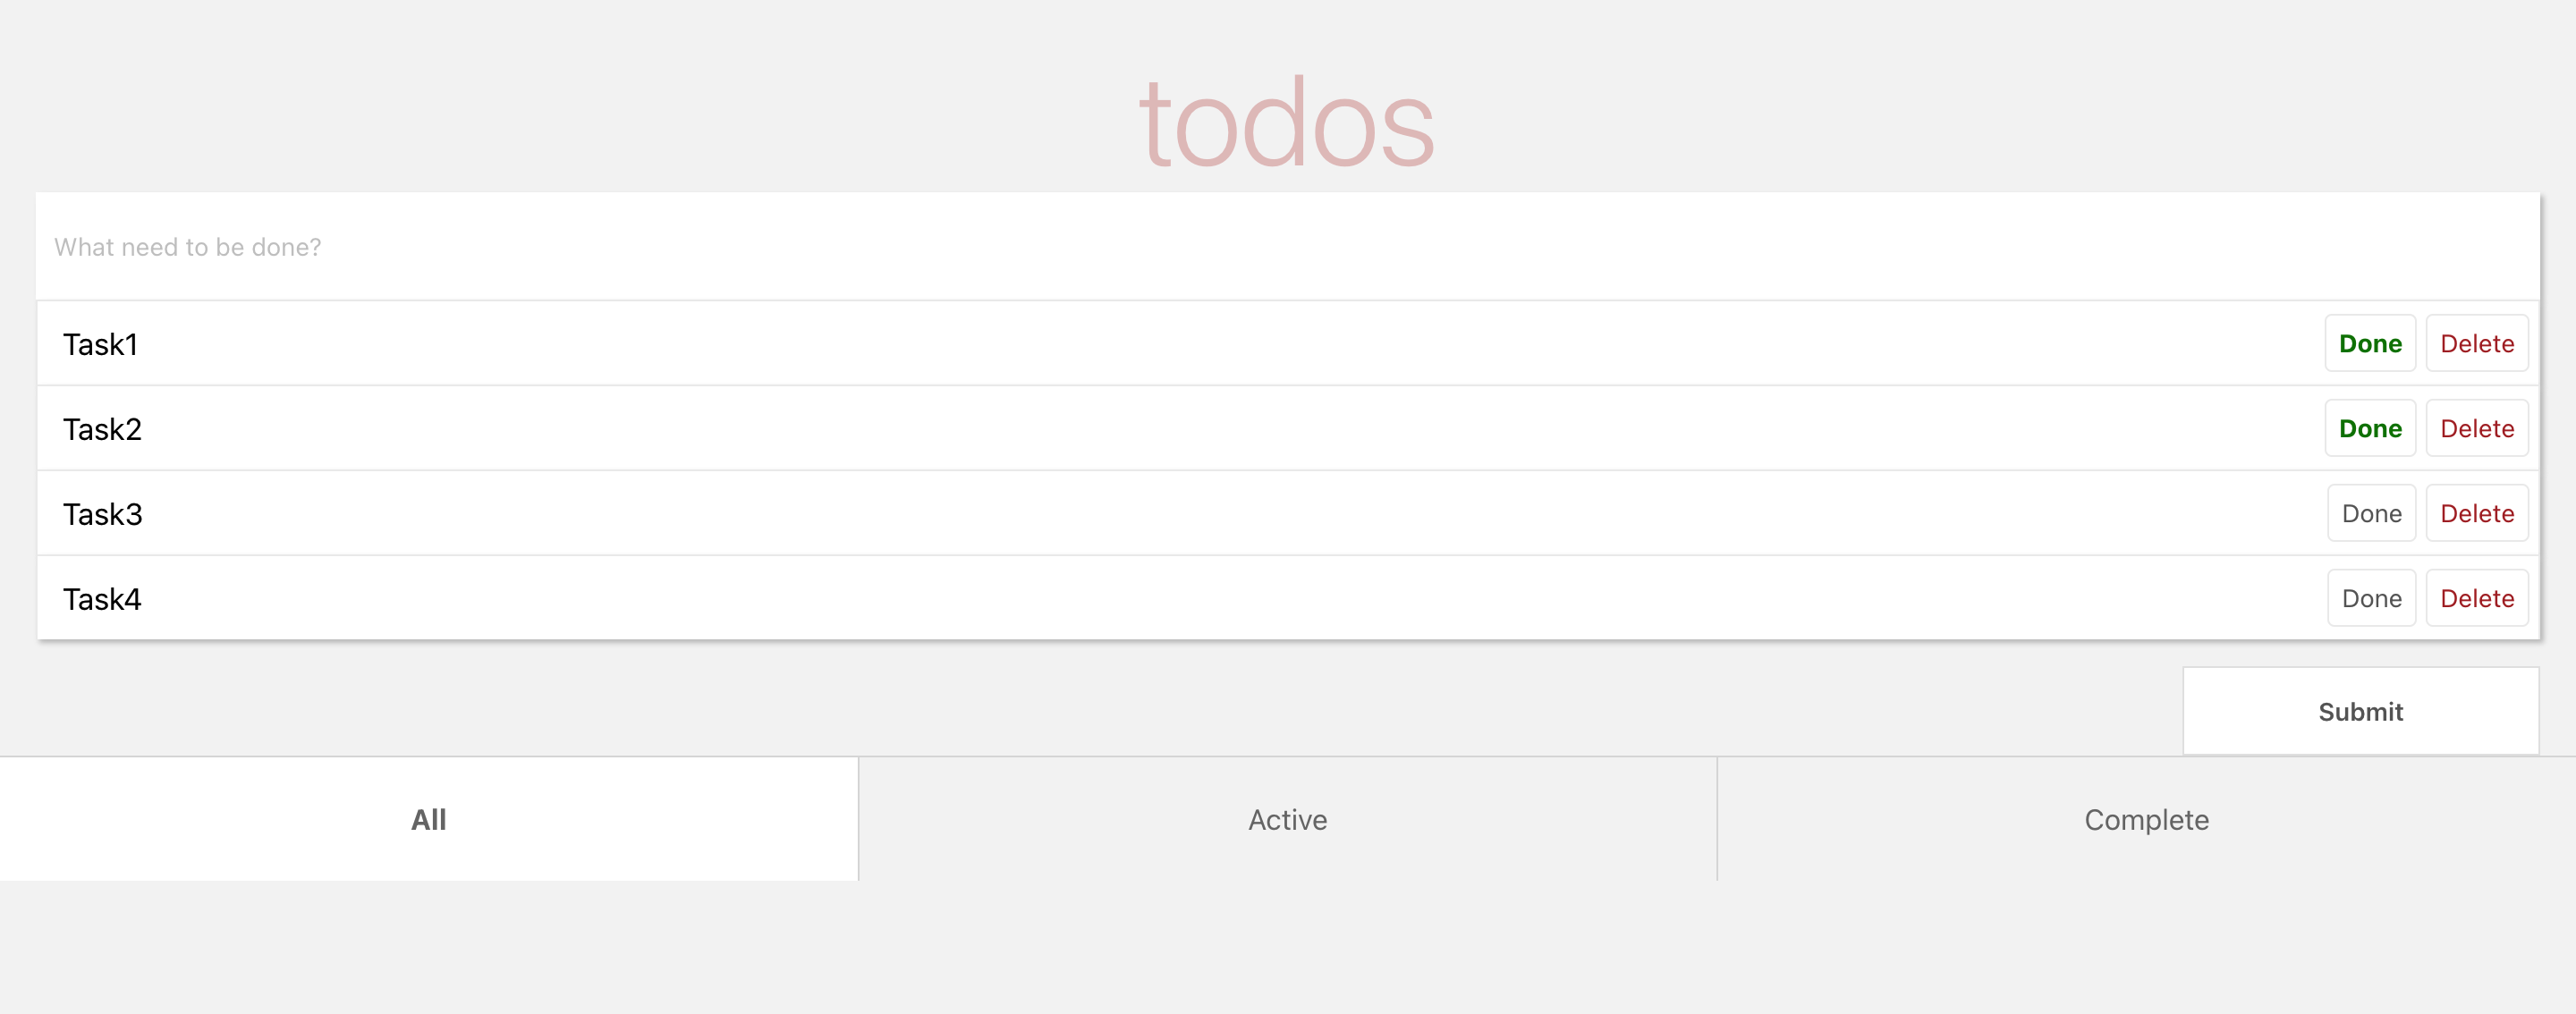 todos
What need to be done?
Task1 Done Delete
Task2 Done Delete
Task3 Done Delete
Task4 Done Delete
Submit
All Active Complete